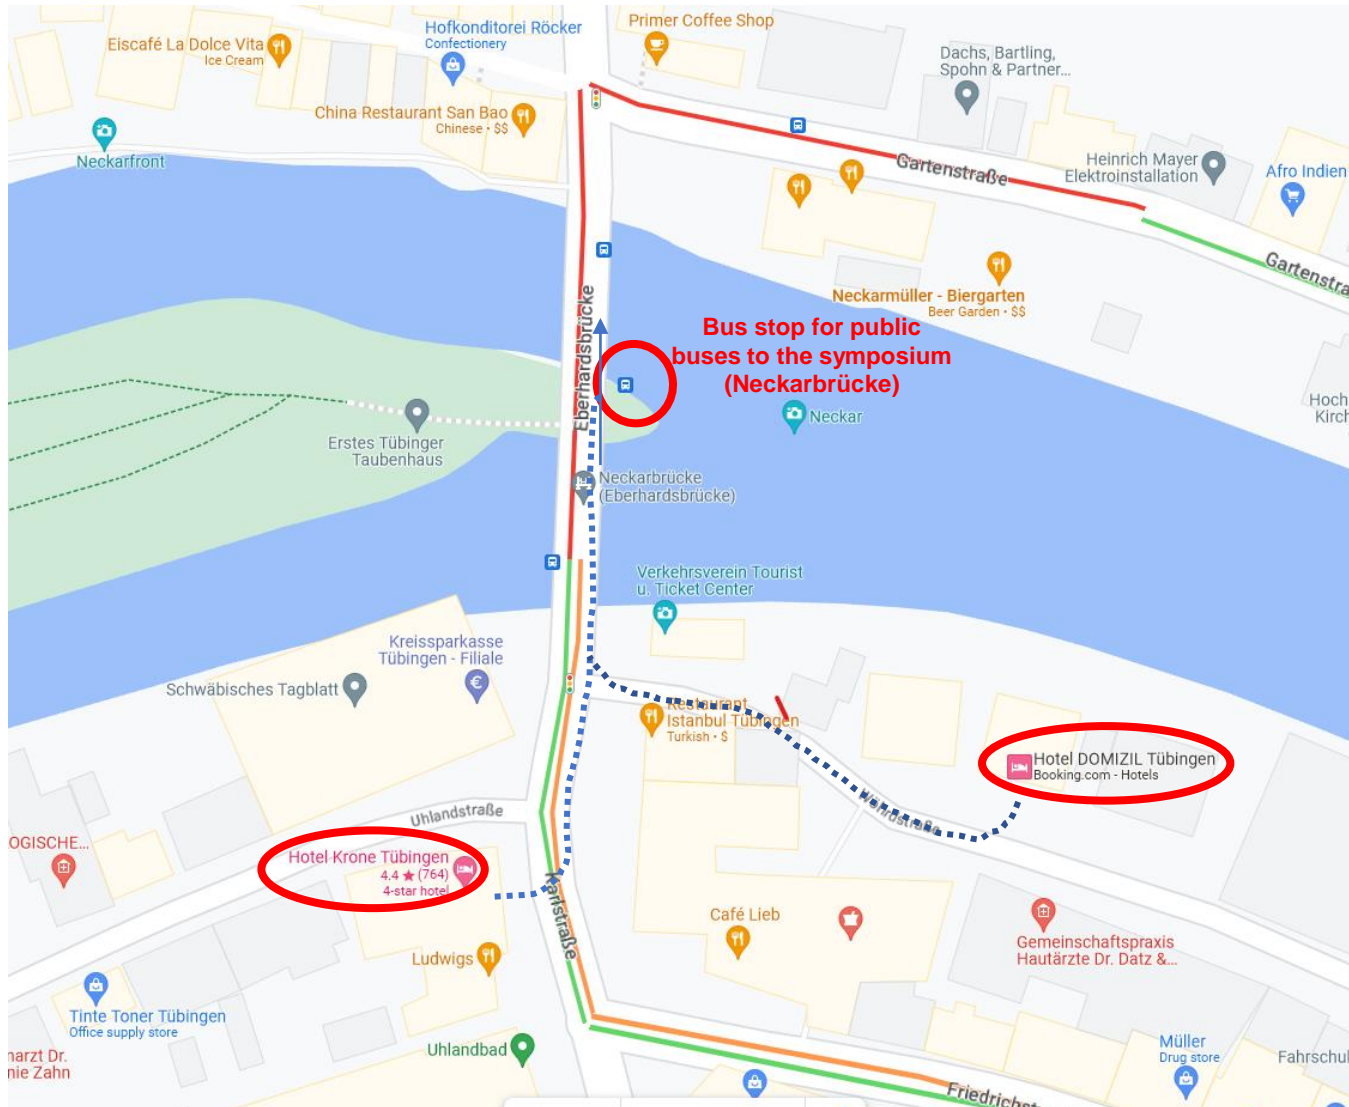 Hofkonditorei Röcker
Confectionery
Primer Coffee Shop
Eiscafé La Dolce Vita
Ice Cream
Dachs, Bartling,
Spohn & Partner...
China Restaurant San Bao
Chinese • $$
Neckarfront
Gartenstraße
Heinrich Mayer
Elektroinstallation
Afro Indien
Gartenstra
Neckarmüller - Biergarten
Beer Garden • $$
Eberhardsbrücke
Bus stop for public
buses to the symposium
(Neckarbrücke)
Neckar
Hoch
Kirch
Erstes Tübinger
Taubenhaus
Neckarbrücke
(Eberhardsbrücke)
Verkehrsverein Tourist
u. Ticket Center
Kreissparkasse
Tübingen - Filiale
Schwäbisches Tagblatt
Restaurant
Istanbul Tübingen
Turkish • $
Hotel DOMIZIL Tübingen
Booking.com - Hotels
Wöhrdstraße
Uhlandstraße
OGISCHE...
Hotel Krone Tübingen
4.4 ★ (764)
4-star hotel
Karlstraße
Café Lieb
Gemeinschaftspraxis
Hautärzte Dr. Datz &...
Ludwigs
Tinte Toner Tübingen
Office supply store
Uhlandbad
Müller
Drug store
narzt Dr.
nie Zahn
Fahrschul
Friedrichst